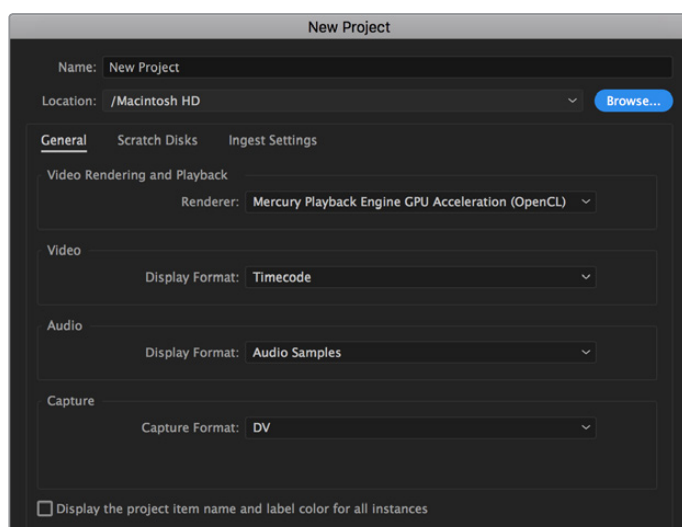 New Project
Name: New Project
Location: /Macintosh HD Browse...
General Scratch Disks Ingest Settings
Video Rendering and Playback
Renderer: Mercury Playback Engine GPU Acceleration (OpenCL)
Video
Display Format: Timecode
Audio
Display Format: Audio Samples
Capture
Capture Format: DV
Display the project item name and label color for all instances